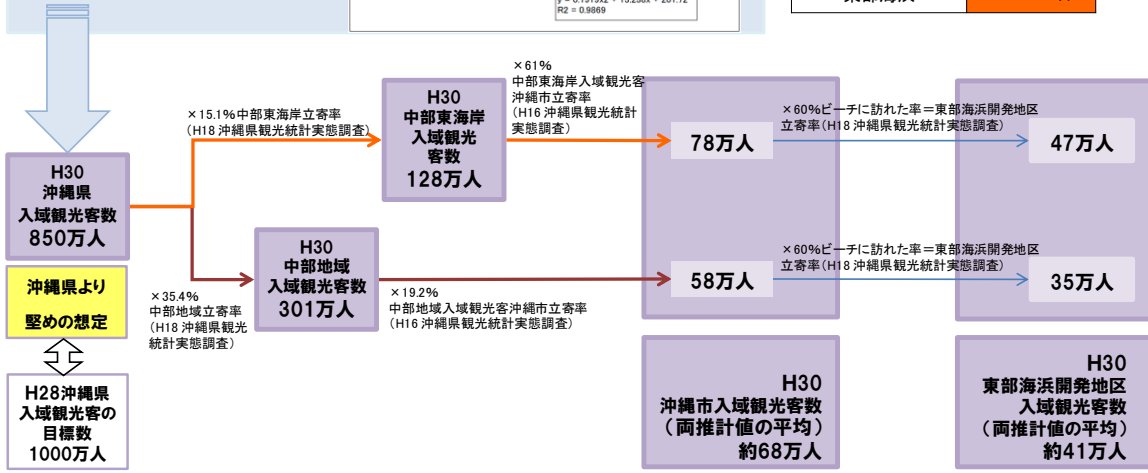 R2 = 0.9869
×15.1%中部東海岸立寄率
（H18 沖縄県観光統計実態調査）
H30
中部東海岸
入域観光
客数
128万人
×61%
中部東海岸入域観光客
沖縄市立寄率
（H16 沖縄県観光統計
実態調査）
78万人
×60%ビーチに訪れた率＝東部海浜開発地区
立寄率（H18 沖縄県観光統計実態調査）
47万人
H30
沖縄県
入域観光客数
850万人
沖縄県より
堅めの想定
H28沖縄県
入域観光客の
目標数
1000万人
×35.4%
中部地域立寄率
（H18 沖縄県観光
統計実態調査）
H30
中部地域
入域観光客数
301万人
×19.2%
中部地域入域観光客沖縄市立寄率
（H16 沖縄県観光統計実態調査）
58万人
×60%ビーチに訪れた率＝東部海浜開発地区
立寄率（H18 沖縄県観光統計実態調査）
35万人
H30
沖縄市入域観光客数
（両推計値の平均）
約68万人
H30
東部海浜開発地区
入域観光客数
（両推計値の平均）
約41万人